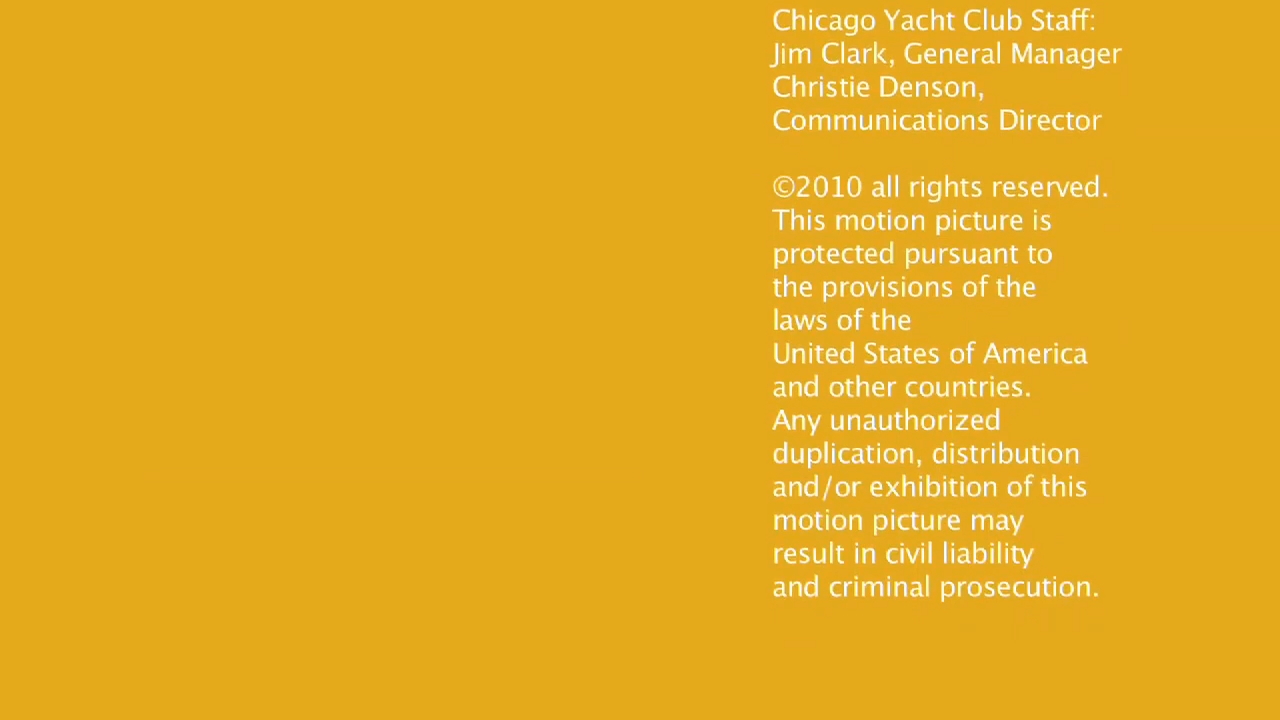 Chicago Yacht Club Staff:
Jim Clark, General Manager
Christie Denson,
Communications Director
©2010 all rights reserved.
This motion picture is
protected pursuant to
the provisions of the
laws of the
United States of America
and other countries.
Any unauthorized
duplication, distribution
and/or exhibition of this
motion picture may
result in civil liability
and criminal prosecution.